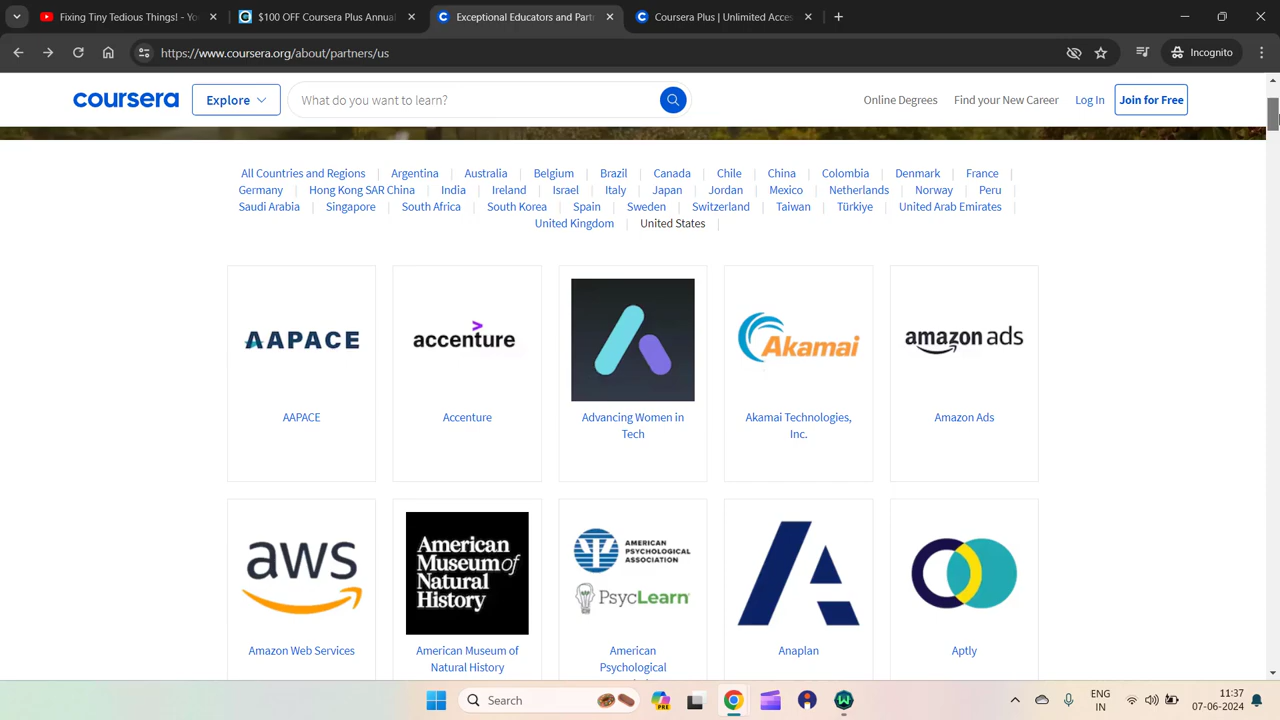 Fixing Tiny Tedious Things! - Yo
$100 OFF Coursera Plus Annual
Exceptional Educators and Partn
Coursera Plus | Unlimited Acces
https://www.coursera.org/about/partners/us
Incognito
coursera
Explore
What do you want to learn?
Online Degrees
Find your New Career
Log In
Join for Free
All Countries and Regions | Argentina | Australia | Belgium | Brazil | Canada | Chile | China | Colombia | Denmark | France |
Germany | Hong Kong SAR China | India | Ireland | Israel | Italy | Japan | Jordan | Mexico | Netherlands | Norway | Peru
Saudi Arabia | Singapore | South Africa | South Korea | Spain | Sweden | Switzerland | Taiwan | Türkiye | United Arab Emirates |
United Kingdom | United States |
AAPACE
accenture
Akamai
amazon ads
AAPACE
Accenture
Advancing Women in
Tech
Akamai Technologies,
Inc.
Amazon Ads
aws
American
Museum of
Natural
History
AMERICAN
PSYCHOLOGICAL
ASSOCIATION
PsycLearn
Amazon Web Services
American Museum of
Natural History
American
Psychological
Anaplan
Aptly
Search
PRE
ENG
IN
11:37
07-06-2024